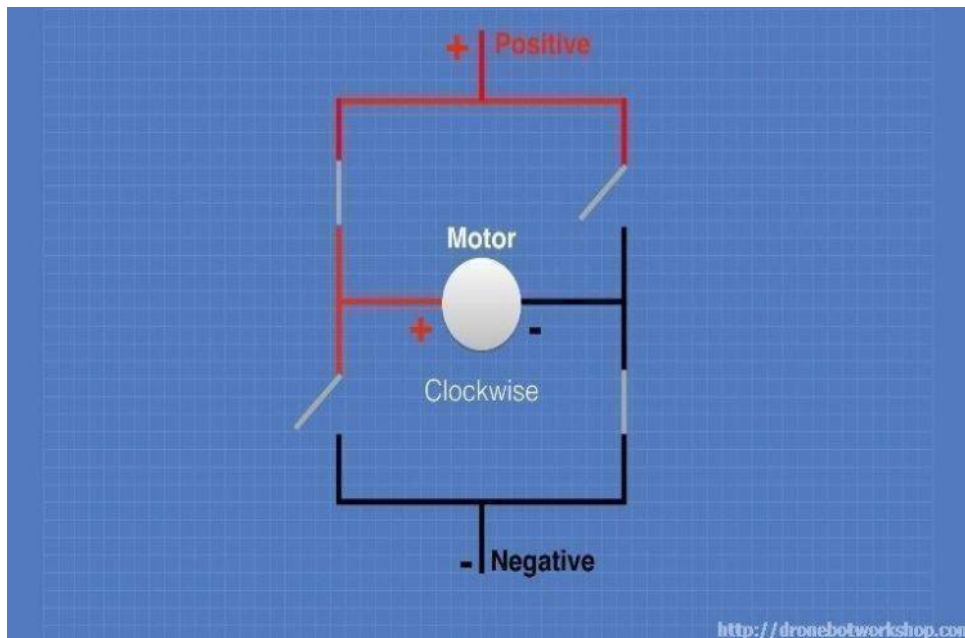 + Positive
Motor
+ -
Clockwise
- Negative
http://dronebotworkshop.com